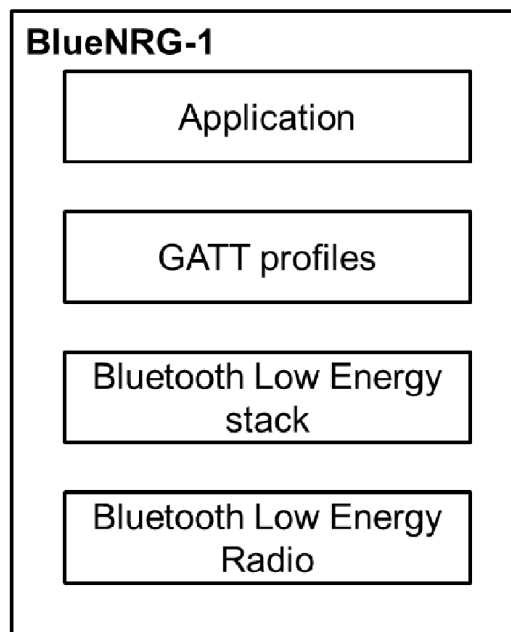 BlueNRG-1
Application
GATT profiles
Bluetooth Low Energy
stack
Bluetooth Low Energy
Radio